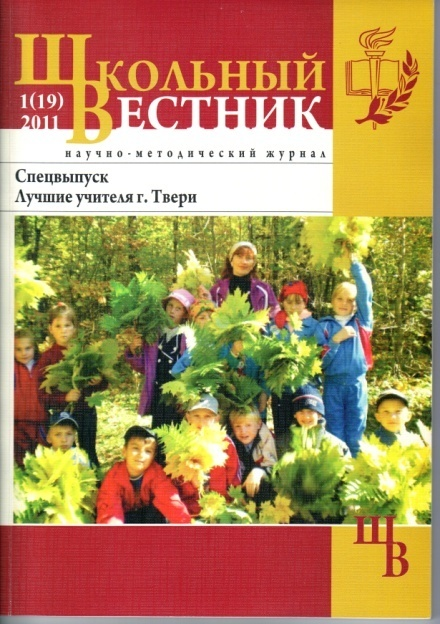 Школьный
Вестник
1(19)
2011
научно-методический журнал
Спецвыпуск
Лучшие учителя г. Твери
ШВ